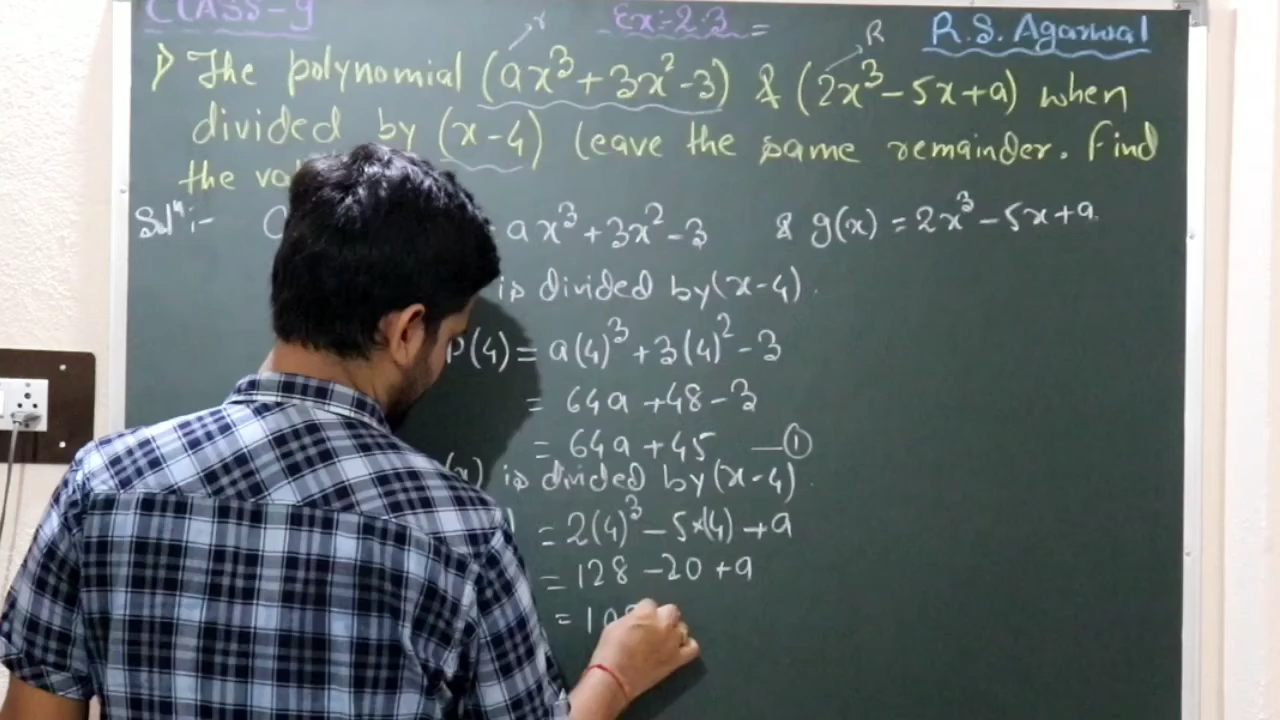 CLASS-9 Ex-2.3 = R.S. Agarwal
r R
1) The polynomial (ax³+3x²-3) & (2x³-5x+a) when
divided by (x-4) leave the same remainder. Find
the
Solⁿ:- = ax³+3x²-3 & g(x) = 2x³-5x+a
is divided by (x-4).
P(4) = a(4)³+3(4)²-3
= 64a +48-3
= 64a +45 —①
(x) is divided by (x-4).
= 2(4)³-5×(4)+a
= 128-20+a
= 108